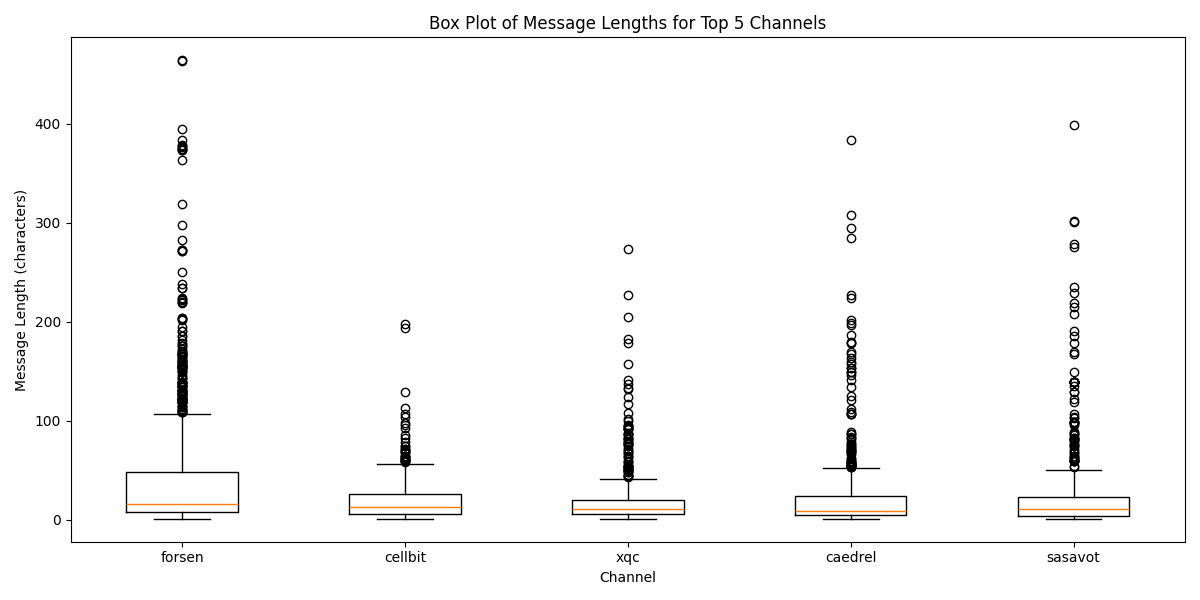 Box Plot of Message Lengths for Top 5 Channels
Message Length (characters)
400
300
200
100
0
forsen cellbit xqc caedrel sasavot
Channel